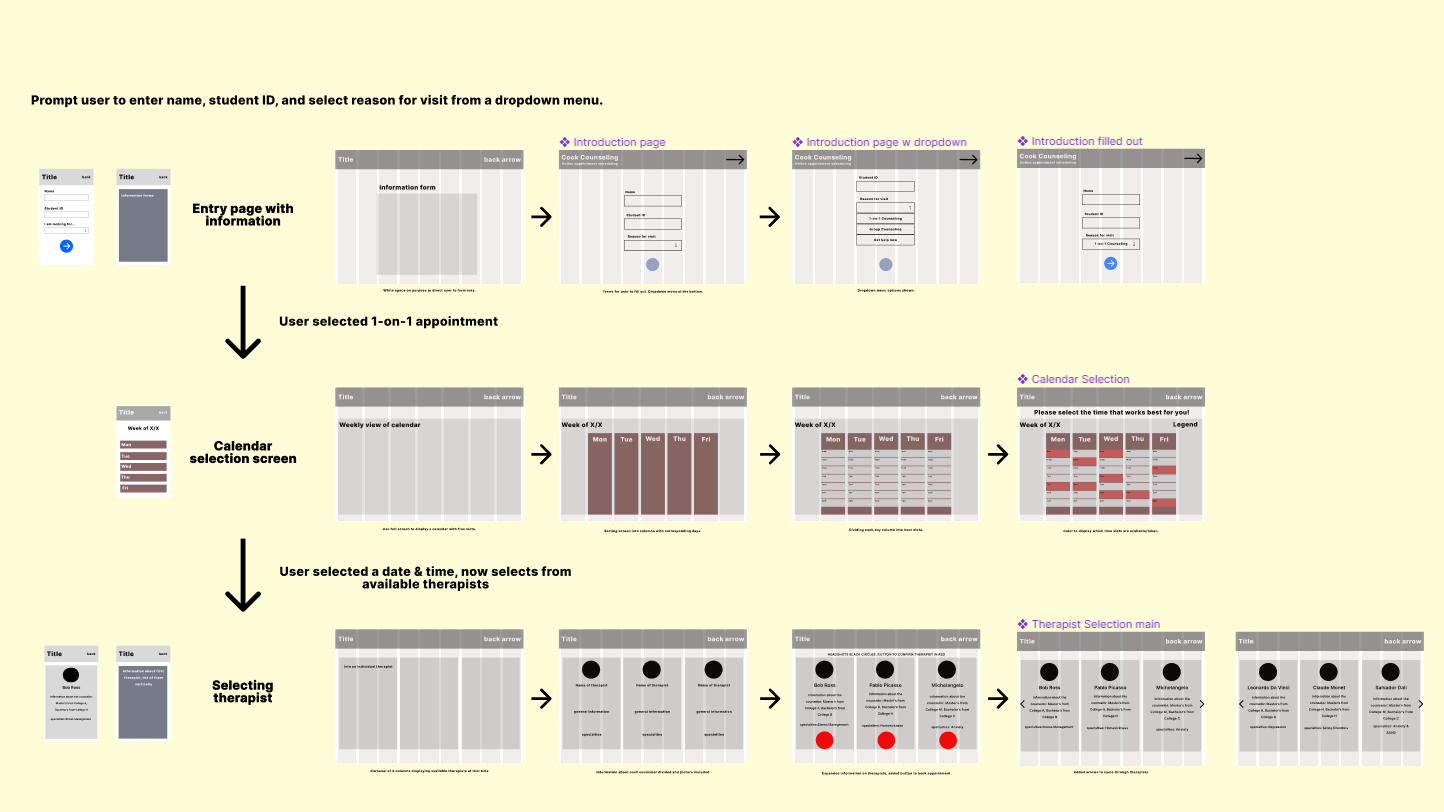 Prompt user to enter name, student ID, and select reason for visit from a dropdown menu.
Title
back
Name
Student ID
I am looking for...
Title
back
Information forms
Entry page with
information
Title
back arrow
information form
White space on purpose to direct user to form area.
Introduction page
Cook Counseling
Online appointment scheduling
Name
Student ID
Reason for visit
Forms for user to fill out. Dropdown menu at the bottom.
Introduction page w dropdown
Cook Counseling
Online appointment scheduling
Student ID
Reason for visit
1-on-1 Counseling
Group Counseling
Get help now
Dropdown menu options shown.
Introduction filled out
Cook Counseling
Online appointment scheduling
Name
Student ID
Reason for visit
1-on-1 Counseling
User selected 1-on-1 appointment
Title
back
Week of X/X
Mon
Tue
Wed
Thu
Fri
Calendar
selection screen
Title
back arrow
Weekly view of calendar
Use full screen to display a calendar with free slots.
Title
back arrow
Week of X/X
Mon
Tue
Wed
Thu
Fri
Sorting screen into columns with corresponding days.
Title
back arrow
Week of X/X
Mon
Tue
Wed
Thu
Fri
Dividing each day column into hour slots.
Calendar Selection
Title
back arrow
Please select the time that works best for you!
Week of X/X
Legend
Mon
Tue
Wed
Thu
Fri
Color to display which time slots are available/taken.
User selected a date & time, now selects from
available therapists
Title
back
Bob Ross
Information about the counselor:
Master's from College A,
Bachelor's from College B
specialties:Stress Management
Title
back
Information about first
therapist, list of them
vertically
Selecting
therapist
Title
back arrow
Info on individual therapist
Carousel of 3 columns displaying available therapists at that time
Title
back arrow
Name of therapist
general information
specialties
Name of therapist
general information
specialties
Name of therapist
general information
specialties
Information about each counselor divided and picture included
Title
back arrow
HEADSHOTS BLACK CIRCLES, BUTTON TO CONFIRM THERAPIST IN RED
Bob Ross
Information about the
counselor: Master's from
College A, Bachelor's from
College B
specialties:Stress Management
Pablo Picasso
Information about the
counselor: Master's from
College F, Bachelor's from
College H
specialties:Homesickness
Michelangelo
Information about the
counselor: Master's from
College V, Bachelor's from
College C
specialties: Anxiety
Expanded information on therapists, added button to book appointment
Therapist Selection main
Title
back arrow
Bob Ross
Information about the
counselor: Master's from
College A, Bachelor's from
College B
specialties:Stress Management
Pablo Picasso
Information about the
counselor: Master's from
College F, Bachelor's from
College H
specialties:Homesickness
Michelangelo
Information about the
counselor: Master's from
College V, Bachelor's from
College C
specialties: Anxiety
Added arrows to cycle through therapists
Title
back arrow
Leonardo Da Vinci
Information about the
counselor: Master's from
College B
specialties:Depression
Claude Monet
Information about the
counselor: Master's from
College H
Salvador Dalí
Information about the
counselor: Master's from
College C
specialties: Anxiety &
ADHD